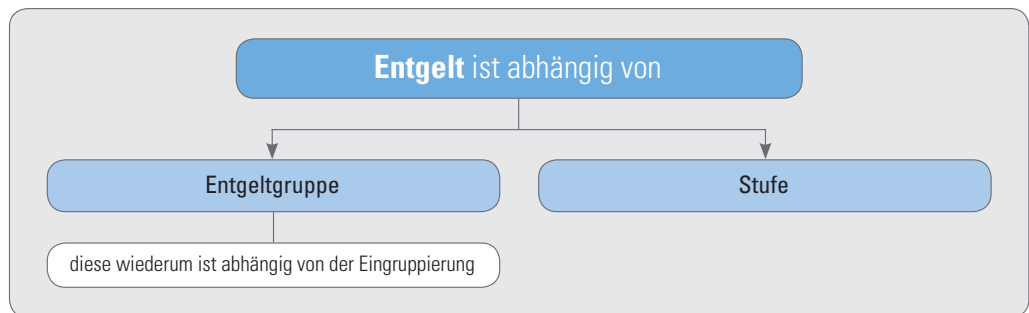 Entgelt ist abhängig von
Entgeltgruppe
Stufe
diese wiederum ist abhängig von der Eingruppierung